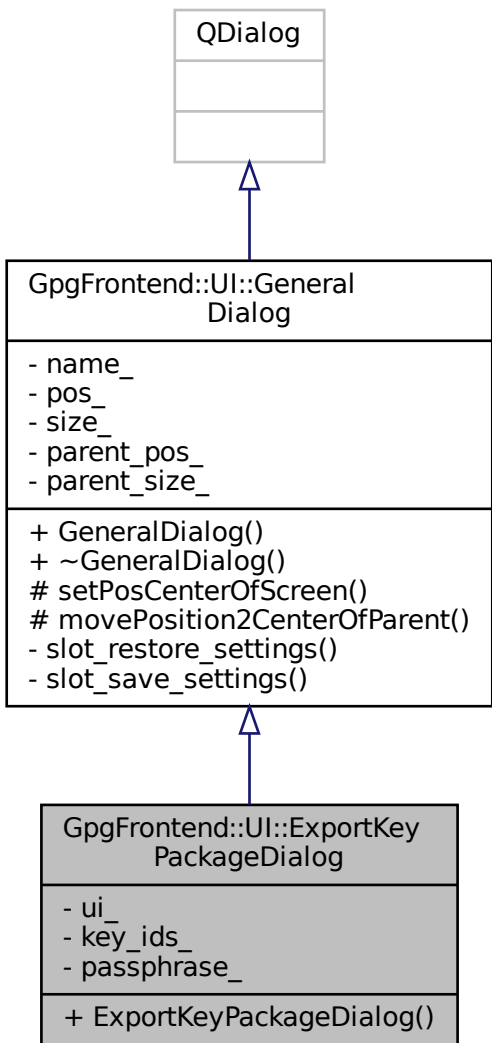 QDialog
GpgFrontend::UI::General
Dialog
- name_
- pos_
- size_
- parent_pos_
- parent_size_
+ GeneralDialog()
+ ~GeneralDialog()
# setPosCenterOfScreen()
# movePosition2CenterOfParent()
- slot_restore_settings()
- slot_save_settings()
GpgFrontend::UI::ExportKey
PackageDialog
- ui_
- key_ids_
- passphrase_
+ ExportKeyPackageDialog()